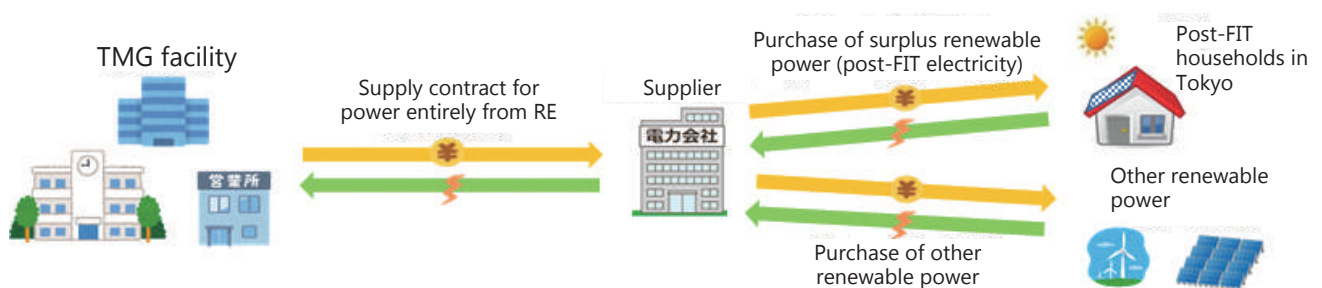 TMG facility
営業所
Supply contract for
power entirely from RE
¥
Supplier
電力会社
Purchase of surplus renewable
power (post-FIT electricity)
¥
¥
Purchase of other
renewable power
Post-FIT
households in
Tokyo
Other renewable
power